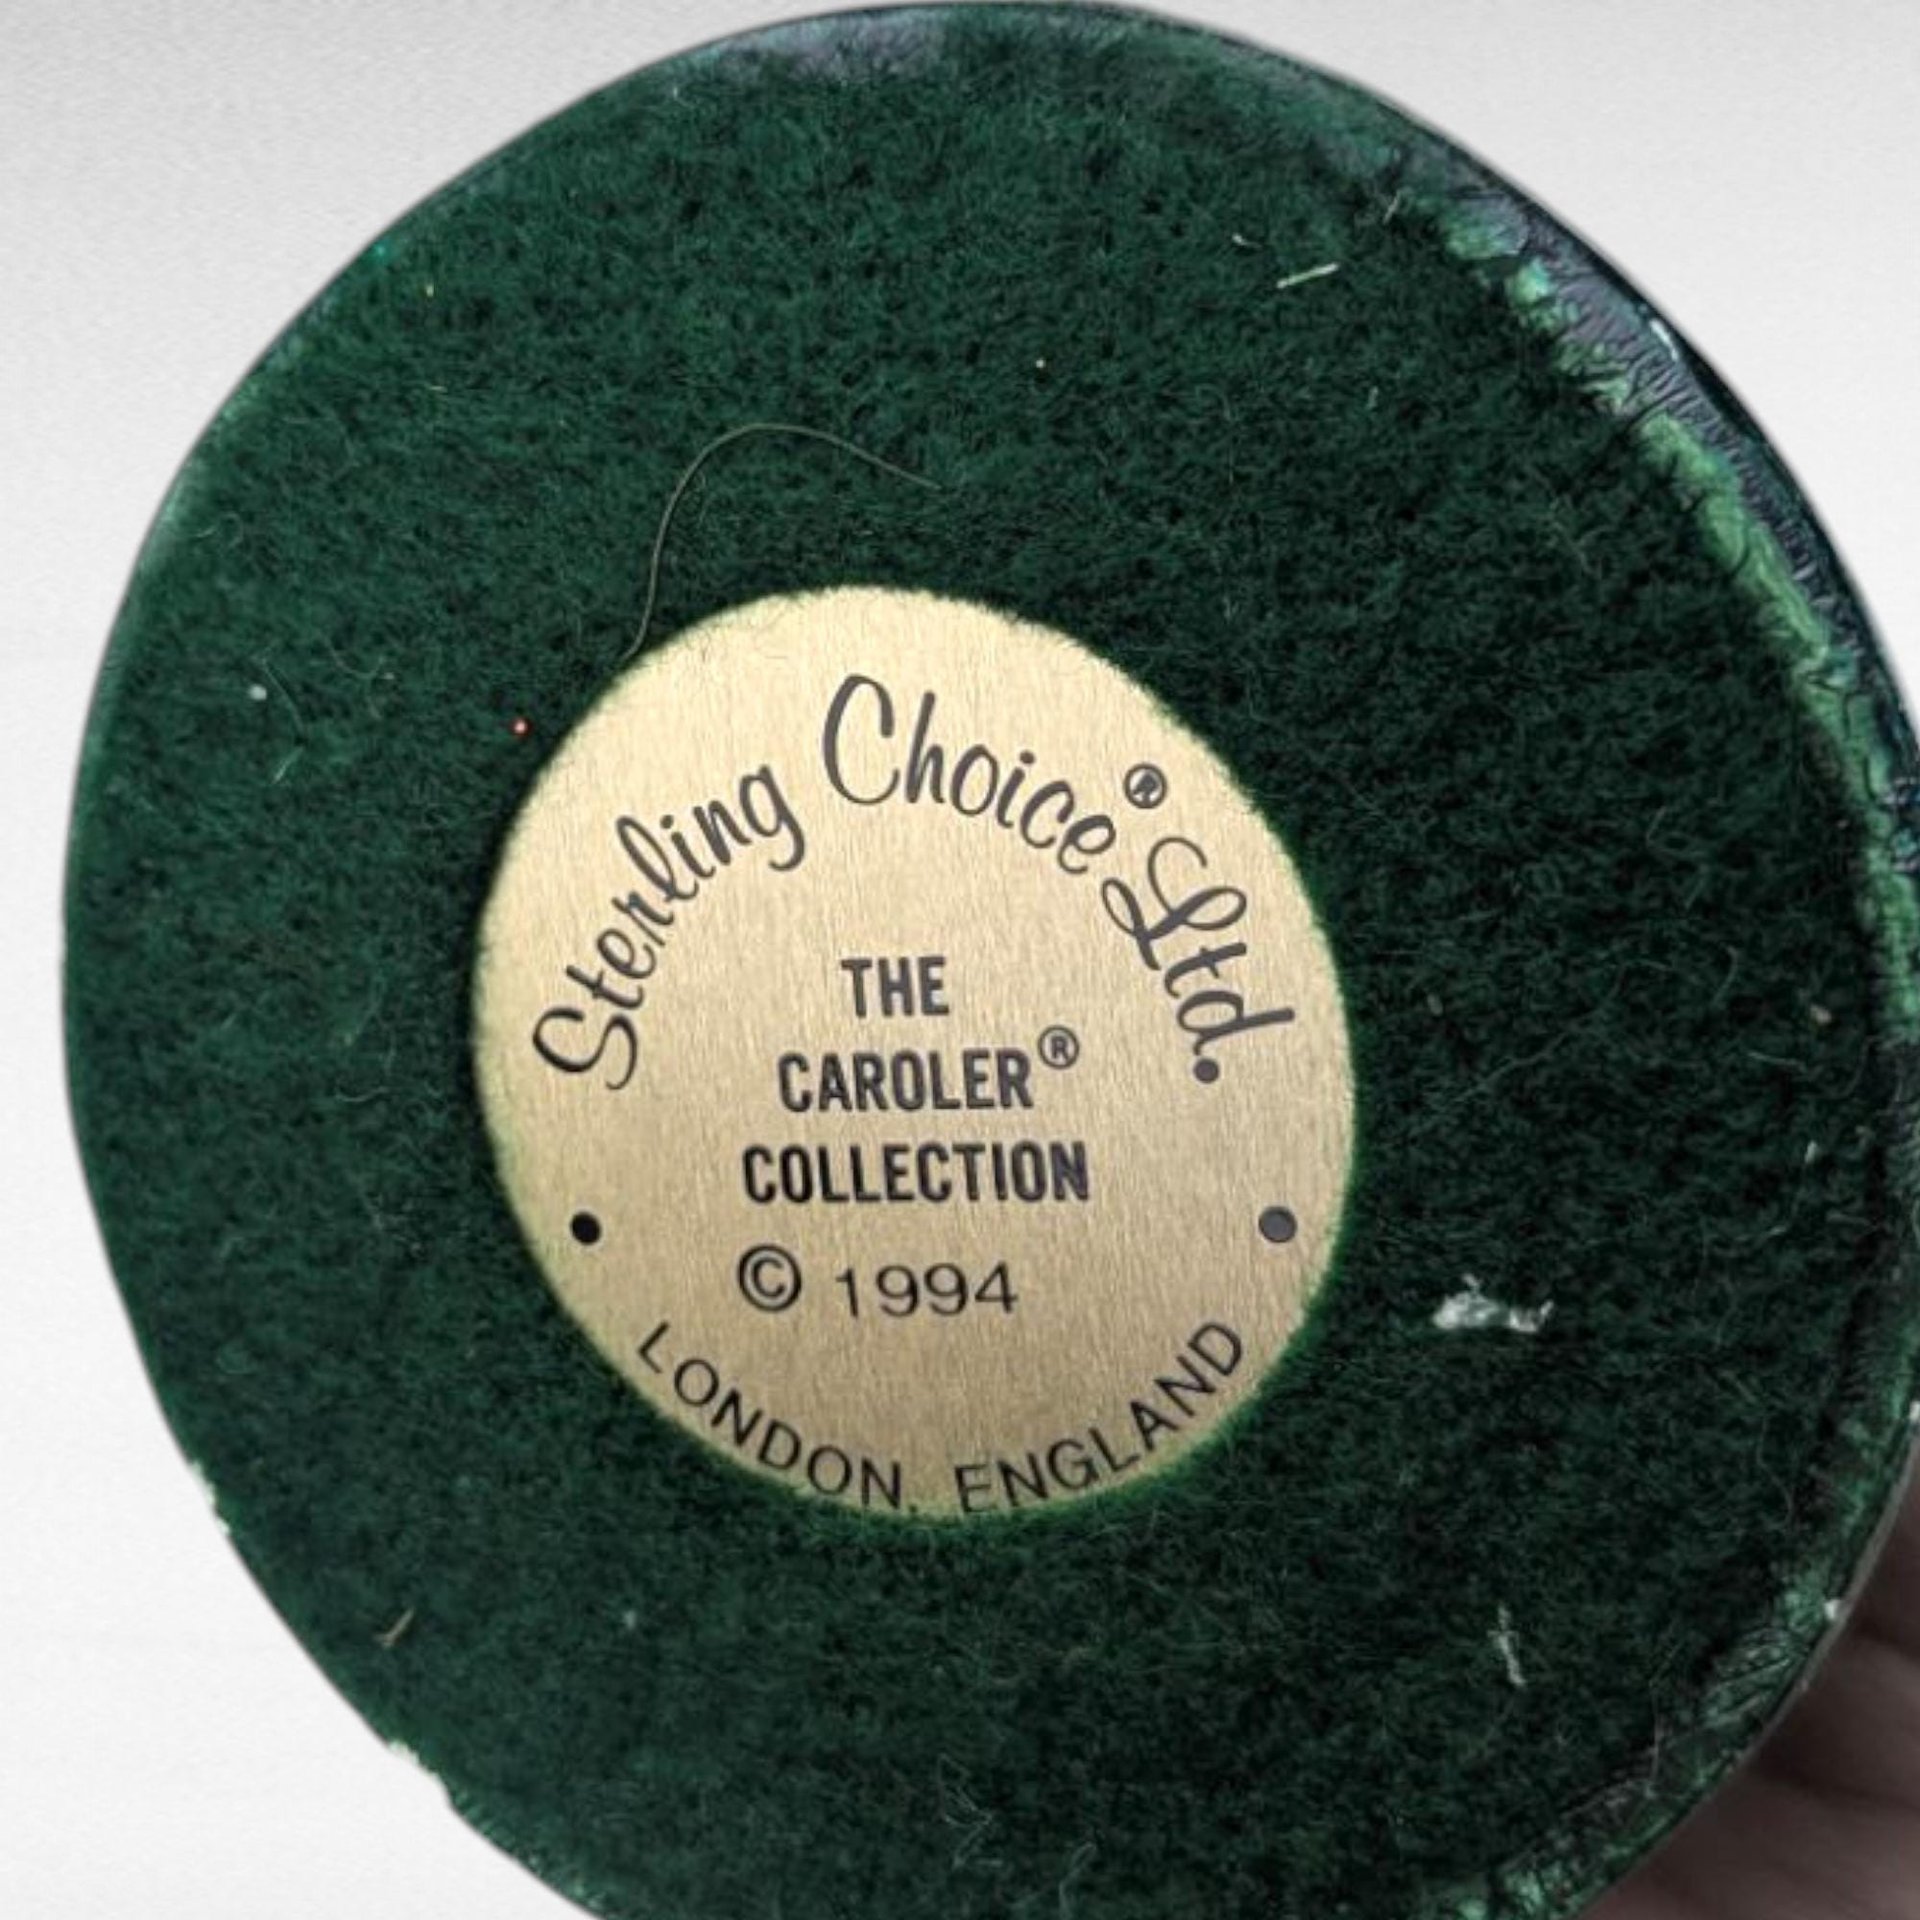 Sterling Choice® Ltd.
THE
CAROLER®
COLLECTION
© 1994
LONDON, ENGLAND